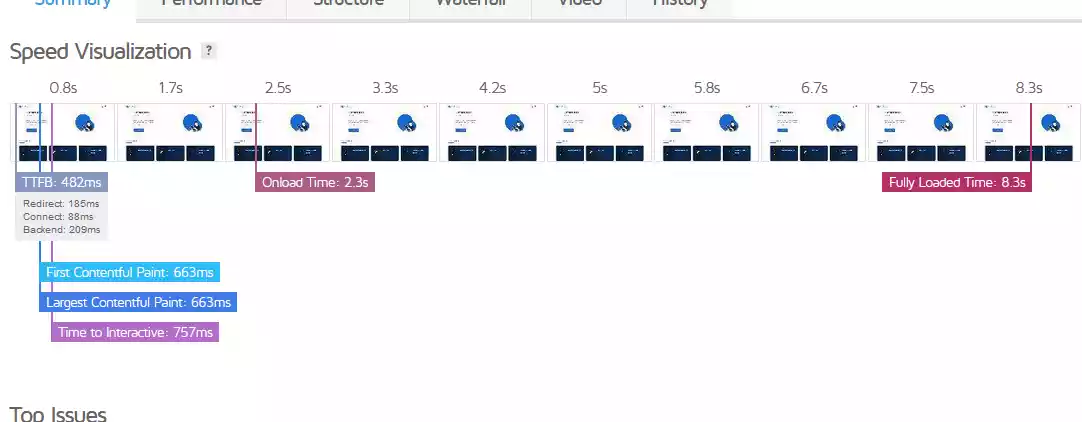 Summary Performance Structure Waterfall Video History
Speed Visualization ?
0.8s 1.7s 2.5s 3.3s 4.2s 5s 5.8s 6.7s 7.5s 8.3s
TTFB: 482ms Onload Time: 2.3s Fully Loaded Time: 8.3s
Redirect: 185ms
Connect: 88ms
Backend: 209ms
First Contentful Paint: 663ms
Largest Contentful Paint: 663ms
Time to Interactive: 757ms
Top Issues